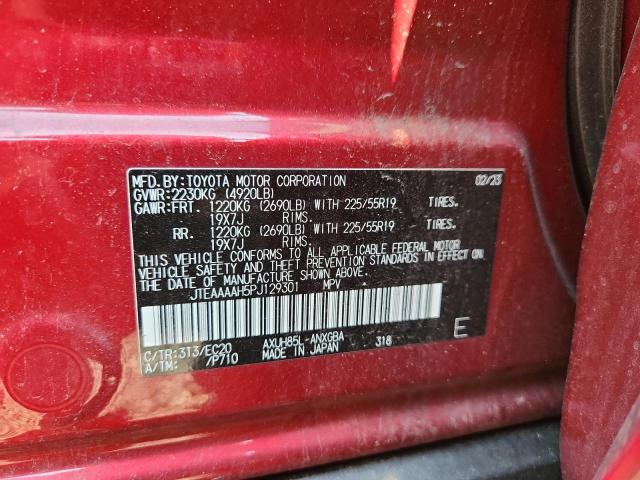 MFD.BY:TOYOTA MOTOR CORPORATION 02/23
GVWR:2230KG (4920LB)
GAWR:FRT. 1220KG (2690LB) WITH 225/55R19 TIRES.
19X7J RIMS.
RR. 1220KG (2690LB) WITH 225/55R19 TIRES.
19X7J RIMS.
THIS VEHICLE CONFORMS TO ALL APPLICABLE FEDERAL MOTOR
VEHICLE SAFETY AND THEFT PREVENTION STANDARDS IN EFFECT ON
THE DATE OF MANUFACTURE SHOWN ABOVE.
JTEAAAAH5PJ129301 MPV
C/TR:3T3/EC20 AXUH85L-ANXGBA 318 E
A/TM: /P710 MADE IN JAPAN